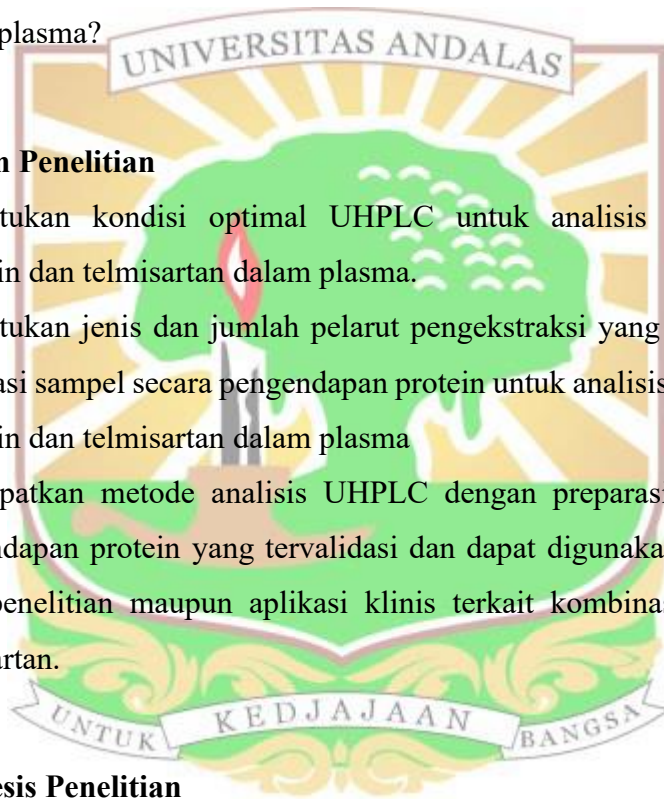 plasma?
UNIVERSITAS ANDALAS
n Penelitian
tukan kondisi optimal UHPLC untuk analisis
in dan telmisartan dalam plasma.
tukan jenis dan jumlah pelarut pengekstraksi yang
asi sampel secara pengendapan protein untuk analisis
in dan telmisartan dalam plasma
patkan metode analisis UHPLC dengan preparasi
ndapan protein yang tervalidasi dan dapat digunaka
penelitian maupun aplikasi klinis terkait kombinas
artan.
UNTUK KEDJAJAAN BANGSA
esis Penelitian